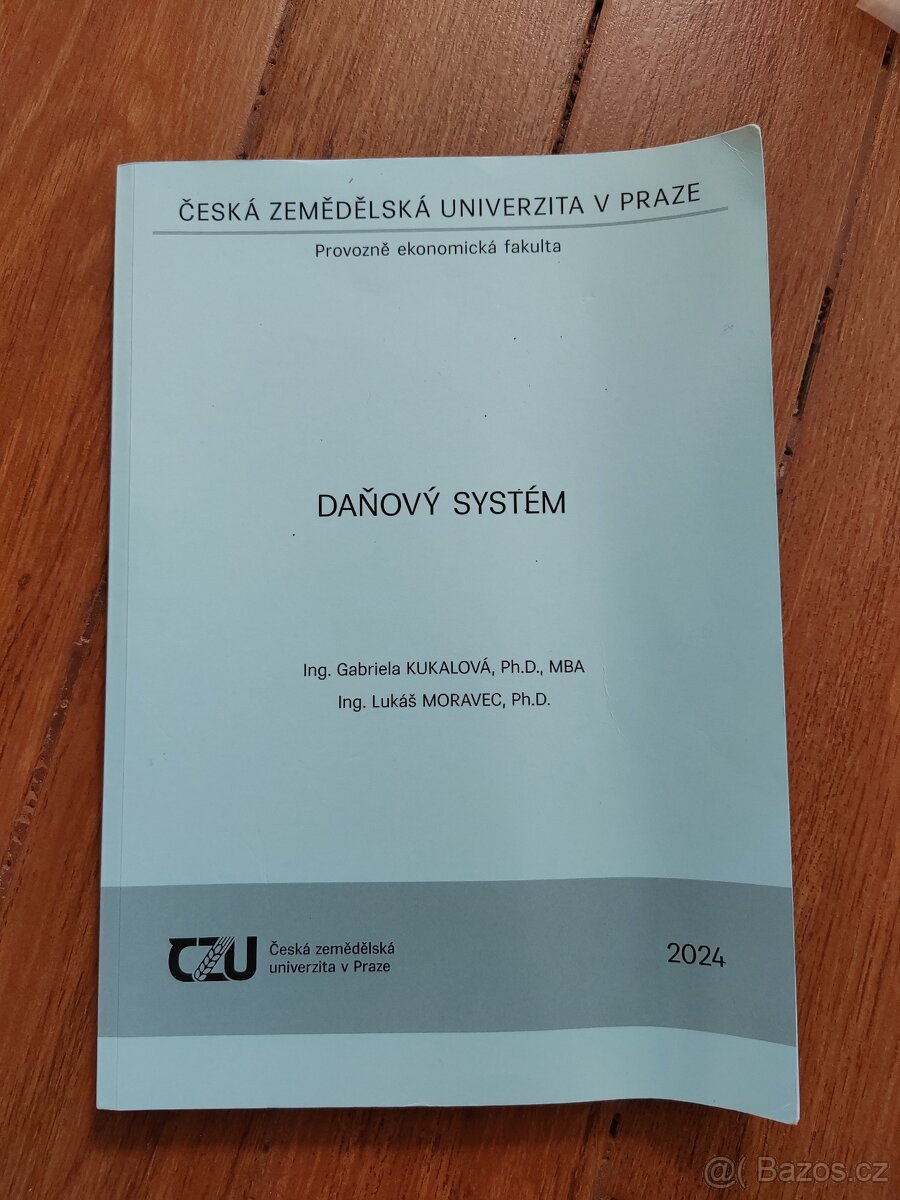 ČESKÁ ZEMĚDĚLSKÁ UNIVERZITA V PRAZE
Provozně ekonomická fakulta
DAŇOVÝ SYSTÉM
Ing. Gabriela KUKALOVÁ, Ph.D., MBA
Ing. Lukáš MORAVEC, Ph.D.
CZU
Česká zemědělská
univerzita v Praze
2024
@( Bazos.cz